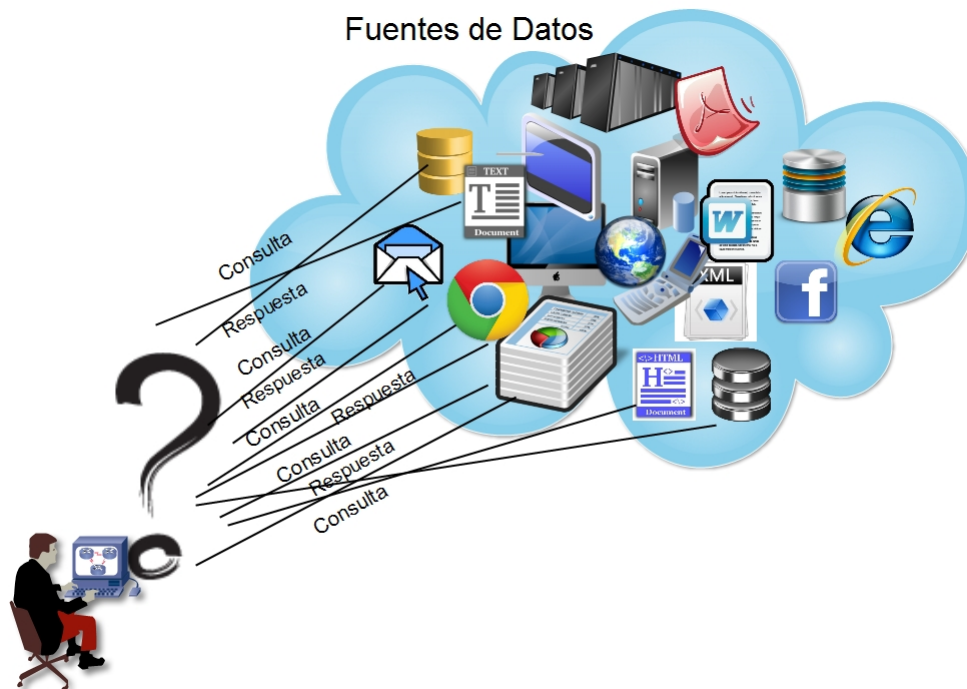 Fuentes de Datos
TEXT
T
Document
W
XML
<>HTML
H
<>
Document
Consulta
Respuesta
Consulta
Respuesta
Consulta
Respuesta
Consulta
Respuesta
Consulta
?